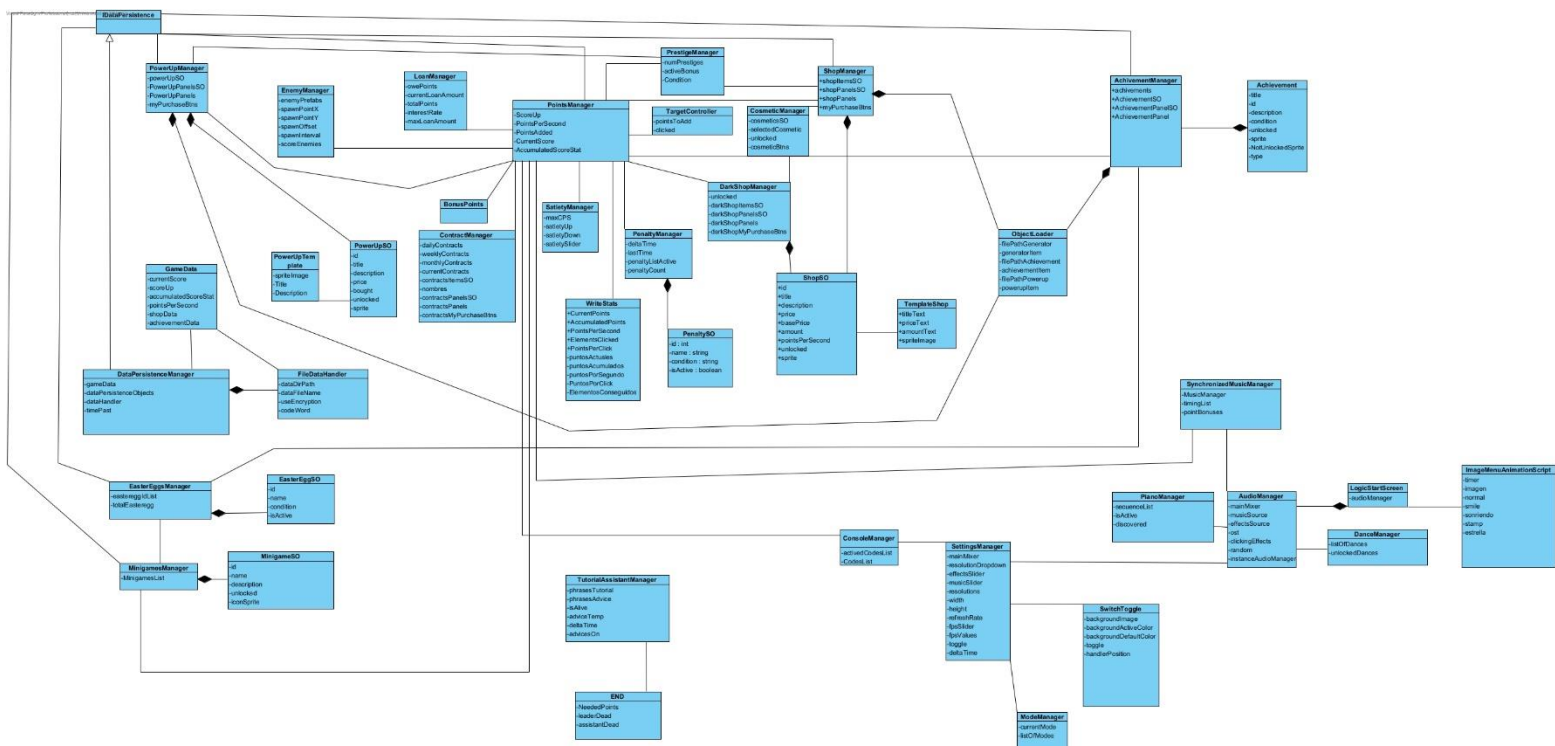 IDataPersistence
PowerUpManager
-powerUpSO
-PowerUpPanelsSO
-PowerUpPanels
-myPurchaseBtns
EnemyManager
-enemyPrefabs
-spawnPointX
-spawnPointY
-spawnOffset
-spawnInterval
-scoreEnemies
LoanManager
-owePoints
-currentLoanAmount
-totalPoints
-interestRate
-maxLoanAmount
PointsManager
-ScoreUp
-PointsPerSecond
-PointsAdded
-CurrentScore
-AccumulatedScoreStat
PrestigeManager
-numPrestiges
-activeBonus
-Condition
TargetController
-pointsToAdd
-clicked
ShopManager
+shopItemsSO
+shopPanelsSO
+shopPanels
+myPurchaseBtns
CosmeticManager
-cosmeticsSO
-selectedCosmetic
-unlocked
-cosmeticBtns
AchivementManager
+achivements
-AchievementSO
+AchievementPanelSO
+AchievementPanel
Achievement
-title
-id
-description
-condition
-unlocked
-sprite
-NotUnlockedSprite
-type
BonusPoints
SatietyManager
-maxCPS
-satietyUp
-satietyDown
-satietySlider
DarkShopManager
-unlocked
-darkShopItemsSO
-darkShopPanelsSO
-darkShopPanels
-darkShopMyPurchaseBtns
ContractManager
-dailyContracts
-weeklyContracts
-monthlyContracts
-currentContracts
-contractsItemsSO
-nombres
-contractsPanelsSO
-contractsPanels
-contractsMyPurchaseBtns
PenaltyManager
-deltaTime
-lastTime
-penaltyListActive
-penaltyCount
ObjectLoader
-filePathGenerator
-generatorItem
-filePathAchievement
-achievementItem
-filePathPowerup
-powerupItem
PowerUpTem
plate
-spriteImage
-Title
-Description
PowerUpSO
-id
-title
-description
-price
-bought
-unlocked
-sprite
GameData
-currentScore
-scoreUp
-accumulatedScoreStat
-pointsPerSecond
-shopData
-achievementData
ShopSO
+id
+title
+description
+price
+basePrice
+amount
+pointsPerSecond
+unlocked
+sprite
TemplateShop
+titleText
+priceText
+amountText
+spriteImage
WriteStats
+CurrentPoints
+AccumulatedPoints
+PointsPerSecond
+ElementsClicked
+PointsPerClick
-puntosActuales
-puntosAcumulados
-puntosPorSegundo
-PuntosPorClick
-ElementosConseguidos
PenaltySO
-id : int
-name : string
-condition : string
-isActive : boolean
DataPersistenceManager
-gameData
-dataPersistenceObjects
-dataHandler
-timePast
FileDataHandler
-dataDirPath
-dataFileName
-useEncryption
-codeWord
SynchronizedMusicManager
-MusicManager
-timingList
-pointBonuses
EasterEggsManager
-eastereggIdList
-totalEasteregg
EasterEggSO
-id
-name
-condition
-isActive
MinigamesManager
-MinigamesList
MinigameSO
-id
-name
-description
-unlocked
-iconSprite
PianoManager
-sequenceList
-isActive
-discovered
AudioManager
-mainMixer
-musicSource
-effectsSource
-ost
-clickingEffects
-random
-instanceAudioManager
LogicStartScreen
-audioManager
DanceManager
-listOfDances
-unlockedDances
ImageMenuAnimationScript
-timer
-imagen
-normal
-smile
-sonriendo
-stamp
-estrella
ConsoleManager
-activedCodesList
-CodesList
SettingsManager
-mainMixer
-resolutionDropdown
-effectsSlider
-musicSlider
-resolutions
-width
-height
-refreshRate
-fpsSlider
-fpsValues
-toggle
-deltaTime
TutorialAssistantManager
-phrasesTutorial
-phrasesAdvice
-isAlive
-adviceTemp
-deltaTime
-advicesOn
SwitchToggle
-backgroundImage
-backgroundActiveColor
-backgroundDefaultColor
-toggle
-handlerPosition
END
-NeededPoints
-leaderDead
-assistantDead
ModeManager
-currentMode
-listOfModes